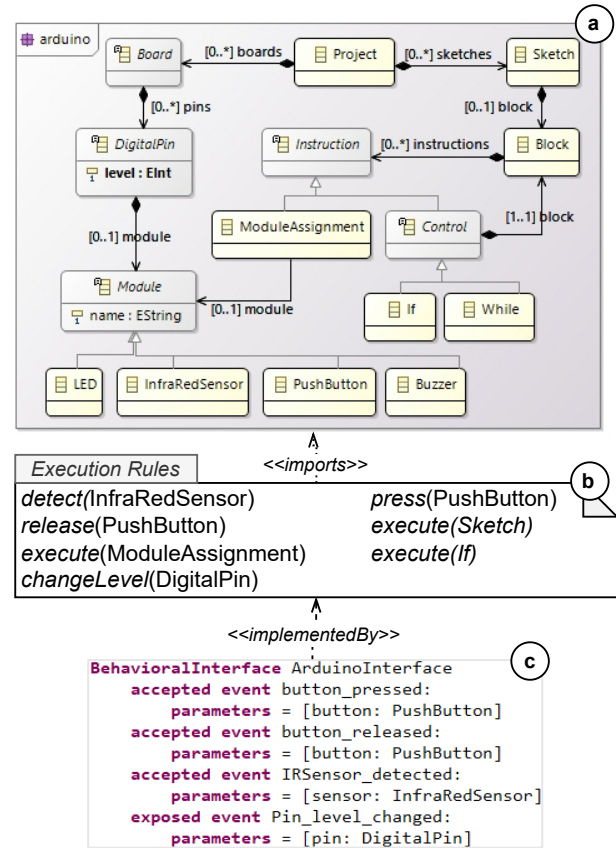 a
arduino
Board
[0..*] boards
Project
[0..*] sketches
Sketch
[0..*] pins
[0..1] block
DigitalPin
level : EInt
Instruction
[0..*] instructions
Block
[0..1] module
ModuleAssignment
Control
[1..1] block
Module
name : EString
[0..1] module
If
While
LED
InfraRedSensor
PushButton
Buzzer
<<imports>>
Execution Rules
b
detect(InfraRedSensor)
press(PushButton)
release(PushButton)
execute(Sketch)
execute(ModuleAssignment)
execute(If)
changeLevel(DigitalPin)
<<implementedBy>>
c
BehavioralInterface ArduinoInterface
accepted event button_pressed:
parameters = [button: PushButton]
accepted event button_released:
parameters = [button: PushButton]
accepted event IRSensor_detected:
parameters = [sensor: InfraRedSensor]
exposed event Pin_level_changed:
parameters = [pin: DigitalPin]